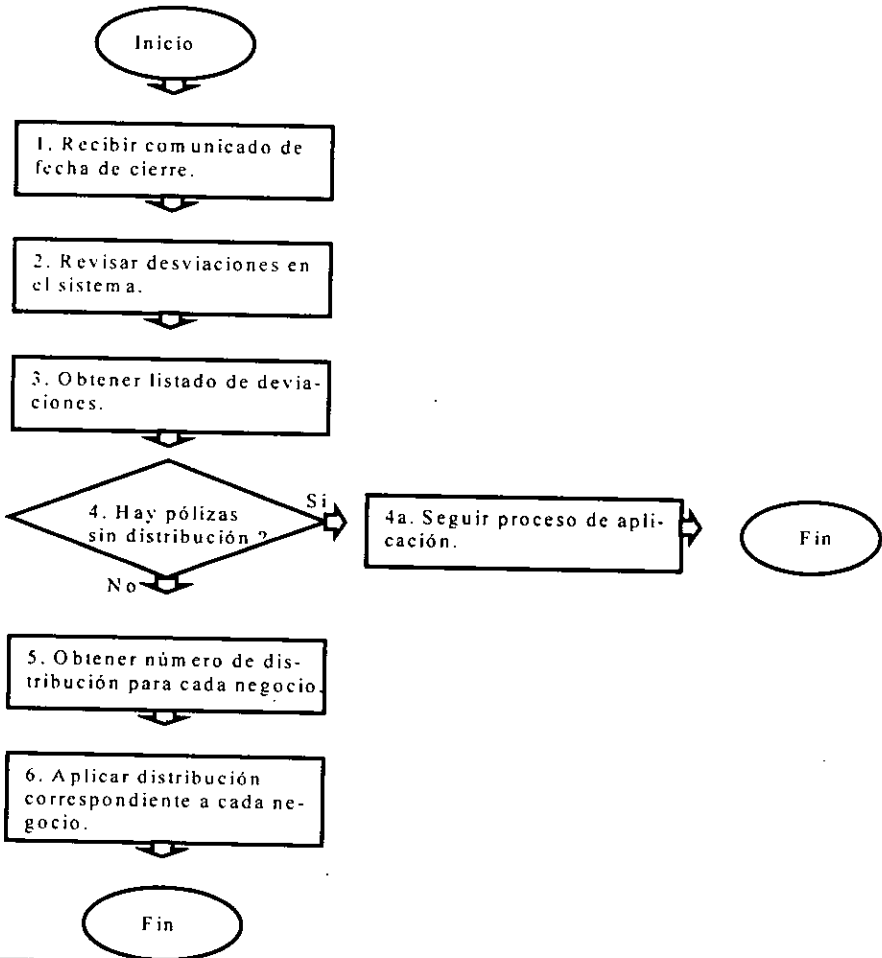 Inicio
1. Recibir comunicado de
fecha de cierre.
2. Revisar desviaciones en
el sistema.
3. Obtener listado de devia-
ciones.
4. Hay pólizas
sin distribución ?
Si
4a. Seguir proceso de apli-
cación.
Fin
No
5. Obtener número de dis-
tribución para cada negocio.
6. Aplicar distribución
correspondiente a cada ne-
gocio.
Fin